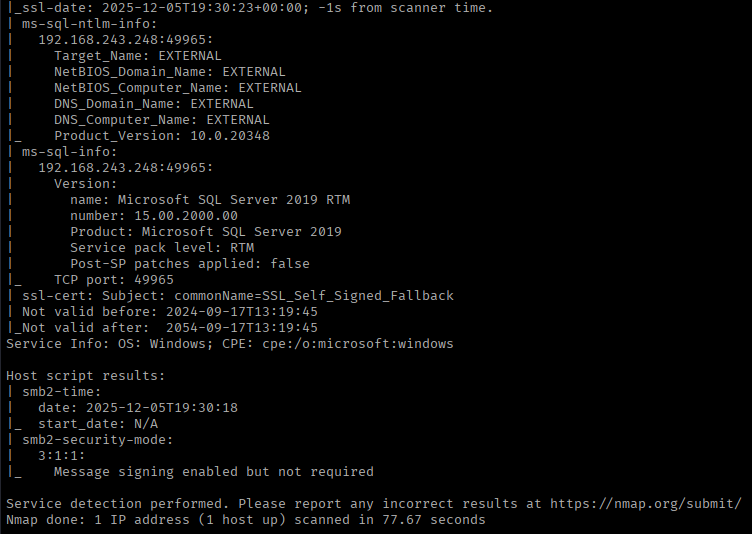 |_ssl-date: 2025-12-05T19:30:23+00:00; -1s from scanner time.
| ms-sql-ntlm-info:
|   192.168.243.248:49965:
|     Target_Name: EXTERNAL
|     NetBIOS_Domain_Name: EXTERNAL
|     NetBIOS_Computer_Name: EXTERNAL
|     DNS_Domain_Name: EXTERNAL
|     DNS_Computer_Name: EXTERNAL
|_    Product_Version: 10.0.20348
| ms-sql-info:
|   192.168.243.248:49965:
|     Version:
|       name: Microsoft SQL Server 2019 RTM
|       number: 15.00.2000.00
|       Product: Microsoft SQL Server 2019
|       Service pack level: RTM
|       Post-SP patches applied: false
|_    TCP port: 49965
| ssl-cert: Subject: commonName=SSL_Self_Signed_Fallback
| Not valid before: 2024-09-17T13:19:45
|_Not valid after:  2054-09-17T13:19:45
Service Info: OS: Windows; CPE: cpe:/o:microsoft:windows

Host script results:
| smb2-time:
|   date: 2025-12-05T19:30:18
|_  start_date: N/A
| smb2-security-mode:
|   3:1:1:
|_    Message signing enabled but not required

Service detection performed. Please report any incorrect results at https://nmap.org/submit/
Nmap done: 1 IP address (1 host up) scanned in 77.67 seconds